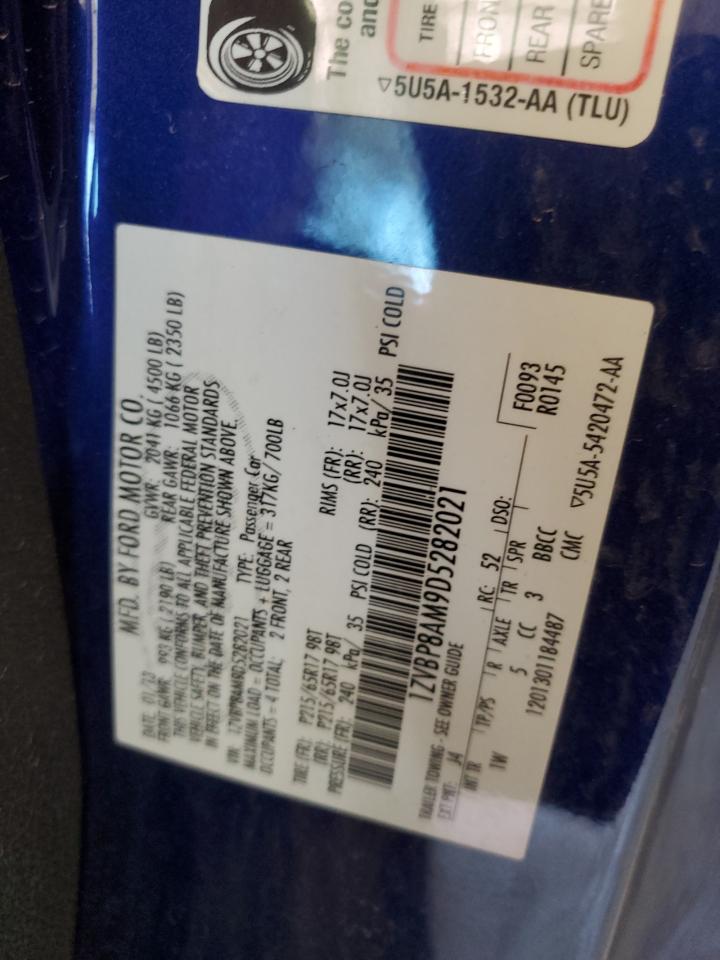 The co
and
TIRE
FRON
REAR
SPARE
▽5U5A-1532-AA (TLU)
MFD. BY FORD MOTOR CO.
DATE: 01/13 GVWR: 2041 KG ( 4500 LB)
FRONT GAWR: 993 KG ( 2190 LB) REAR GAWR: 1066 KG ( 2350 LB)
THIS VEHICLE CONFORMS TO ALL APPLICABLE FEDERAL MOTOR
VEHICLE SAFETY, BUMPER, AND THEFT PREVENTION STANDARDS
IN EFFECT ON THE DATE OF MANUFACTURE SHOWN ABOVE.
VIN: 1ZVBP8AM9D5282021 TYPE: Passenger Car
MAXIMUM LOAD = OCCUPANTS + LUGGAGE = 317KG/ 700LB
OCCUPANTS = 4 TOTAL; 2 FRONT, 2 REAR
TIRE (FR): P215/65R17 98T RIMS (FR): 17x7.0J
(RR): P215/65R17 98T (RR): 17x7.0J
PRESSURE (FR): 240 kPa/ 35 PSI COLD (RR): 240 kPa/ 35 PSI COLD
1ZVBP8AM9D5282021
TRAILER TOWING - SEE OWNER GUIDE
EXT PNT: J4 RC: 52 DSO: F0093
INT TR TP/PS R AXLE TR SPR R0145
1W 5 CC 3 BBCC
1201301184487 CMC
▽5U5A-5420472-AA